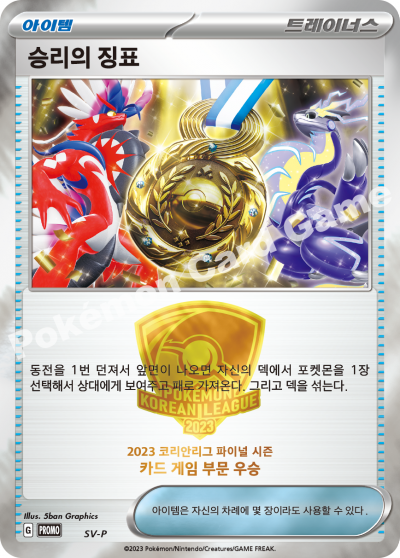 아이템
트레이너스
승리의 징표
Pokémon Card Game
동전을 1번 던져서 앞면이 나오면 자신의 덱에서 포켓몬을 1장
선택해서 상대에게 보여주고 패로 가져온다. 그리고 덱을 섞는다.
POKÉMON
KOREAN LEAGUE
2023
2023 코리안리그 파이널 시즌
카드 게임 부문 우승
Illus. 5ban Graphics
G PROMO SV-P
아이템은 자신의 차례에 몇 장이라도 사용할 수 있다.
©2023 Pokémon/Nintendo/Creatures/GAME FREAK.